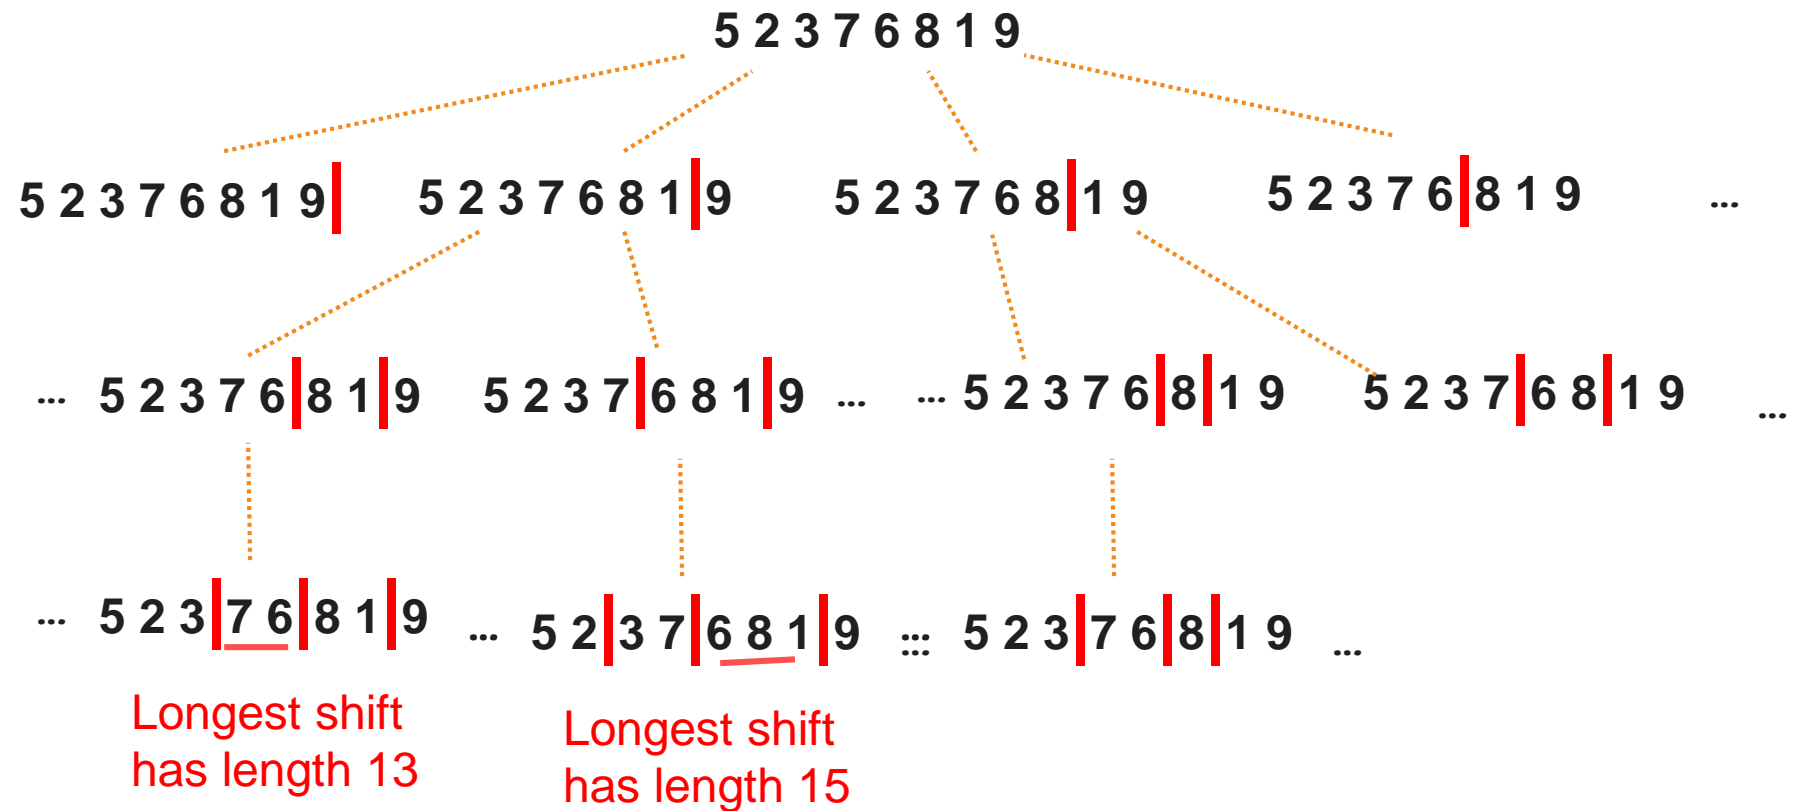 5 2 3 7 6 8 1 9
5 2 3 7 6 8 1 9| 5 2 3 7 6 8 1|9 5 2 3 7 6 8|1 9 5 2 3 7 6|8 1 9 ...
... 5 2 3 7 6|8 1|9 5 2 3 7|6 8 1|9 ... ... 5 2 3 7 6|8|1 9 5 2 3 7|6 8|1 9 ...
... 5 2 3|7 6|8 1|9 ... 5 2|3 7|6 8 1|9 ... ... 5 2 3|7 6|8|1 9 ...
Longest shift
has length 13
Longest shift
has length 15